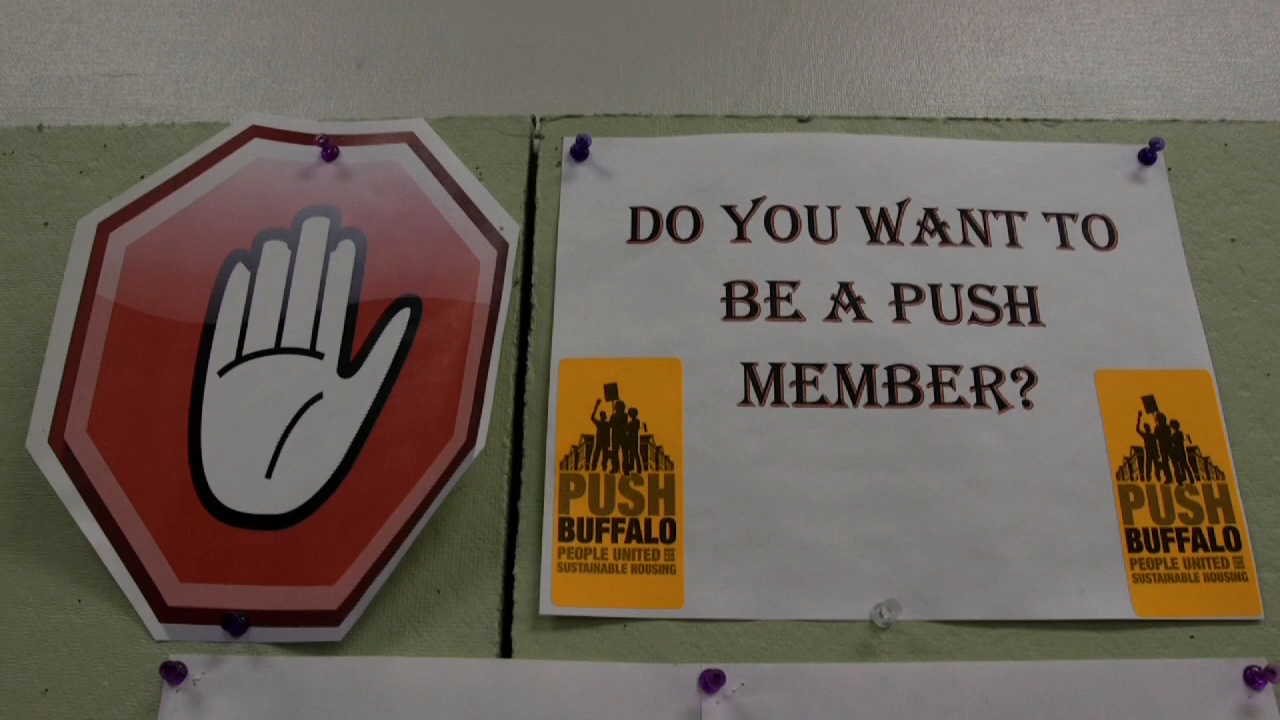 DO YOU WANT TO
BE A PUSH
MEMBER?
PUSH
BUFFALO
PEOPLE UNITED FOR
SUSTAINABLE HOUSING
PUSH
BUFFALO
PEOPLE UNITED FOR
SUSTAINABLE HOUSING